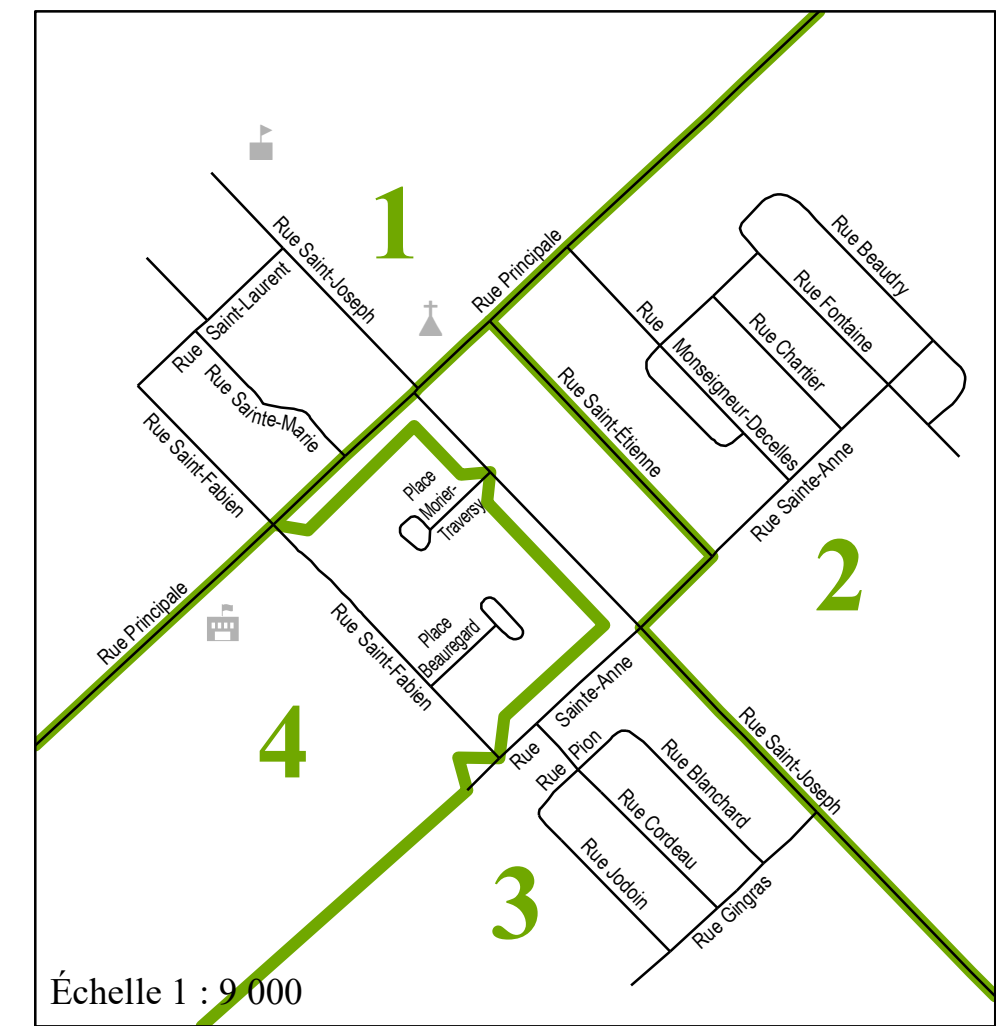 1
Rue Saint-Joseph
Rue Principale
Rue Beaudry
Rue Fontaine
Rue Chartier
Rue
Monseigneur-Decelles
Rue
Saint-Laurent
Rue Sainte-Marie
Rue Saint-Fabien
Rue Saint-Étienne
Rue Sainte-Anne
Place
Morier-
Traversy
2
Rue Principale
Rue Saint-Fabien
Place
Beauregard
4
Rue
Sainte-Anne
Rue
Pion
Rue Blanchard
Rue Saint-Joseph
Rue Cordeau
Rue Jodoin
3
Rue Gingras
Échelle 1 : 9 000